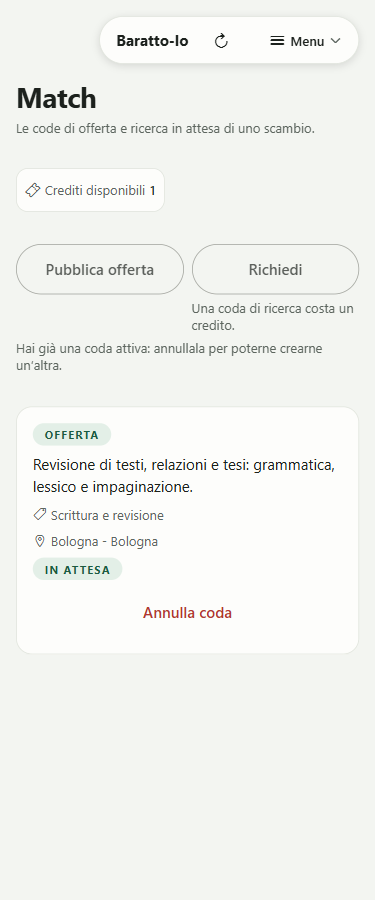 Baratto-lo
Menu
Match
Le code di offerta e ricerca in attesa di uno scambio.
Crediti disponibili 1
Pubblica offerta
Richiedi
Una coda di ricerca costa un
credito.
Hai già una coda attiva: annullala per poterne crearne
un'altra.
OFFERTA
Revisione di testi, relazioni e tesi: grammatica,
lessico e impaginazione.
Scrittura e revisione
Bologna - Bologna
IN ATTESA
Annulla coda